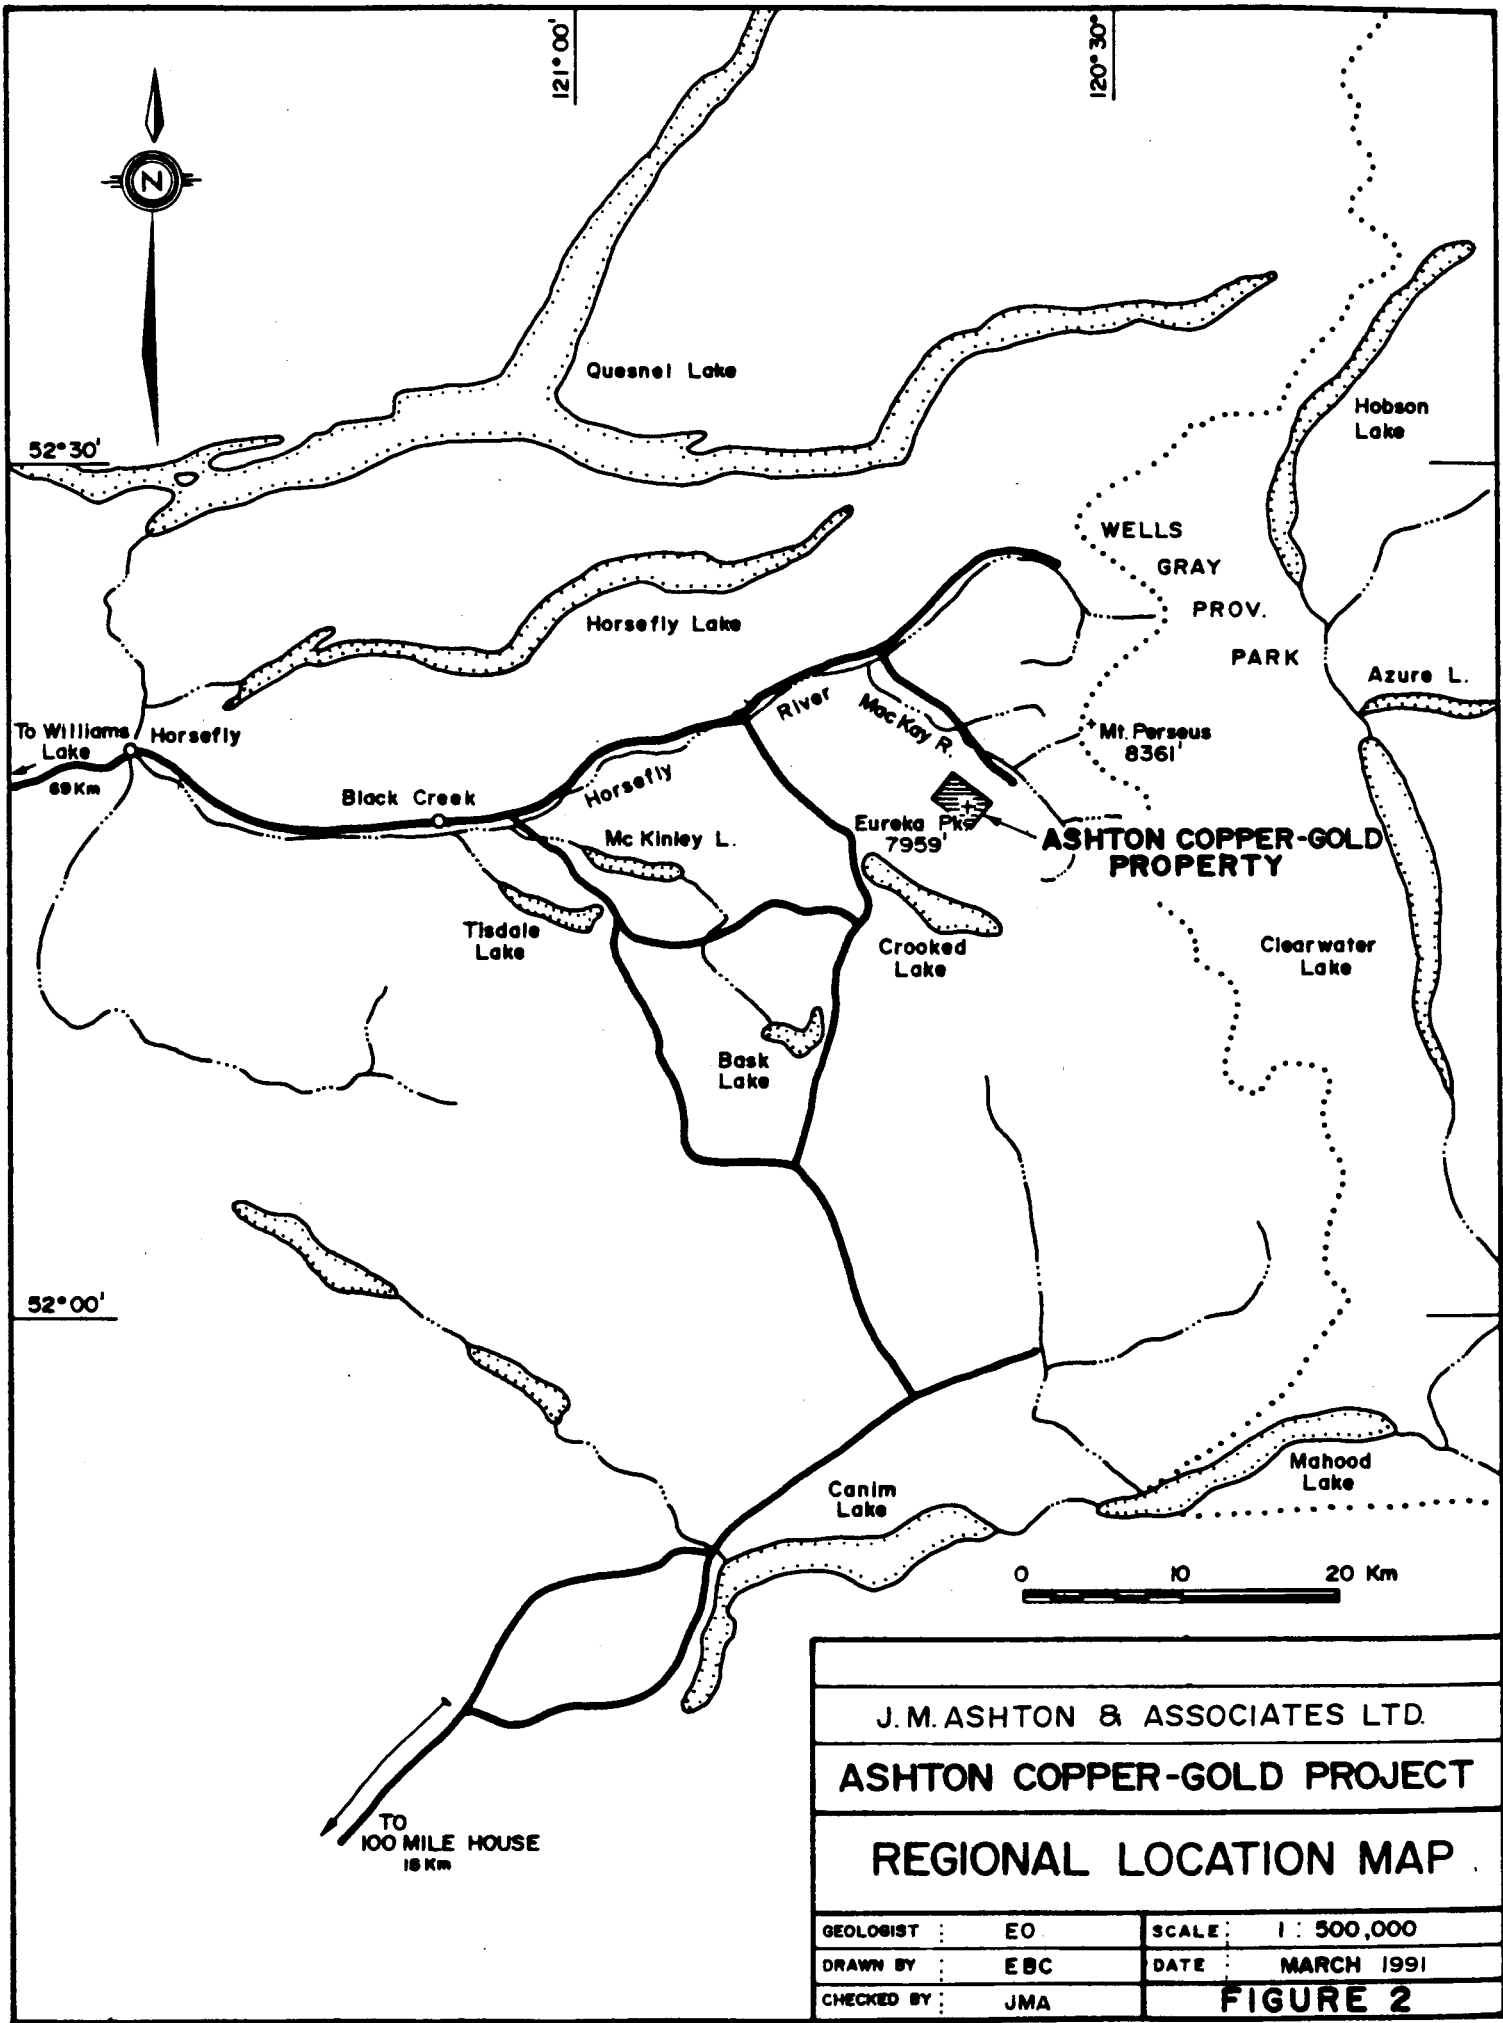 121° 00'
120° 30'
N
Quesnel Lake
Hobson
Lake
52° 30'
WELLS
GRAY
PROV.
PARK
Horsefly Lake
Azure L.
River
Mac Kay R.
To Williams
Lake
69 Km
Horsefly
Mt. Perseus
8361'
Black Creek
Horsefly
Mc Kinley L.
Eureka Pk.
7959'
ASHTON COPPER-GOLD
PROPERTY
Tisdale
Lake
Crooked
Lake
Clearwater
Lake
Bask
Lake
52° 00'
Canim
Lake
Mahood
Lake
0 10 20 Km
TO
100 MILE HOUSE
18 Km
J. M. ASHTON & ASSOCIATES LTD.
ASHTON COPPER-GOLD PROJECT
REGIONAL LOCATION MAP
GEOLOGIST : EO SCALE : 1 : 500,000
DRAWN BY : EBC DATE : MARCH 1991
CHECKED BY : JMA FIGURE 2